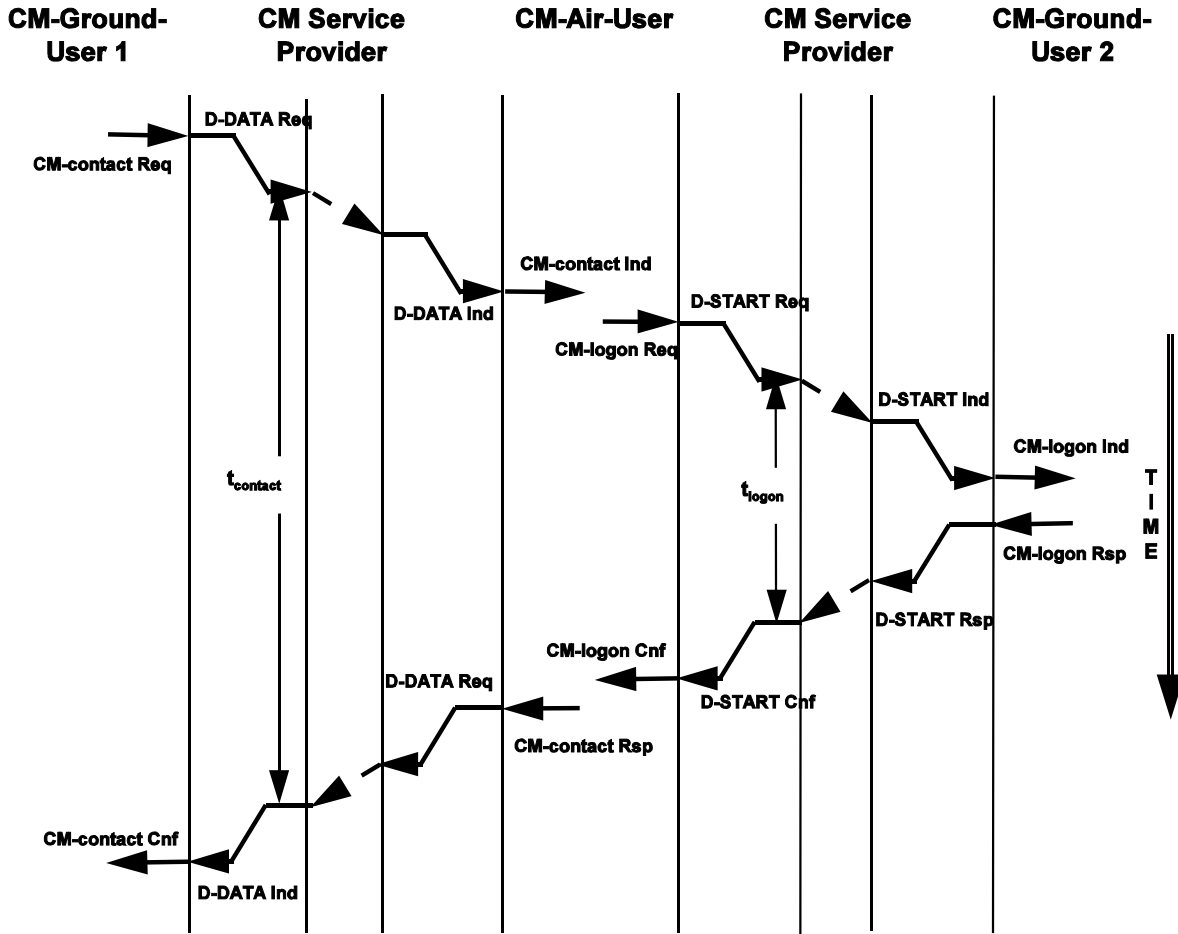 CM-Ground-
User 1
CM Service
Provider
CM-Air-User
CM Service
Provider
CM-Ground-
User 2
D-DATA Req
CM-contact Req
CM-contact Ind
D-DATA Ind
D-START Req
CM-logon Req
D-START Ind
CM-logon Ind
tcontact
tlogon
T
I
M
E
CM-logon Rsp
D-START Rsp
CM-logon Cnf
D-DATA Req
D-START Cnf
CM-contact Rsp
CM-contact Cnf
D-DATA Ind